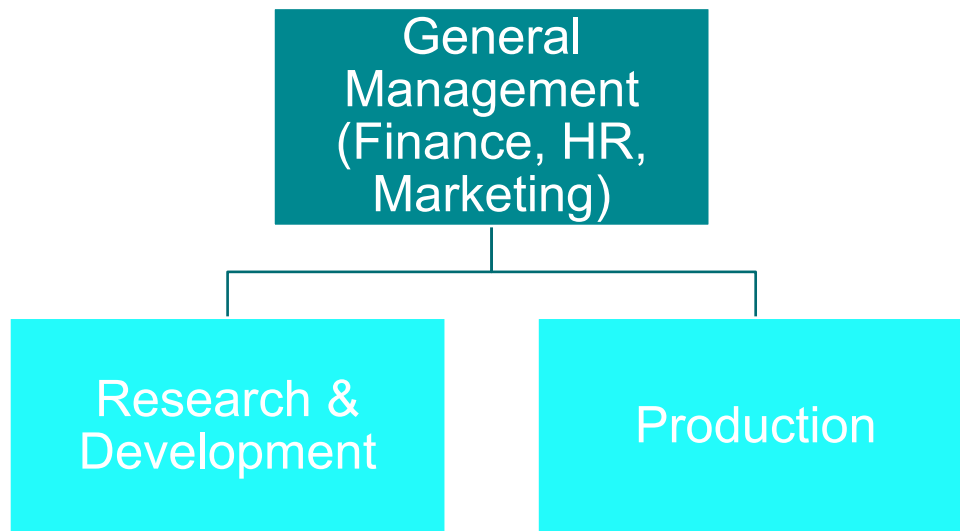 General
Management
(Finance, HR,
Marketing)
Research &
Development
Production